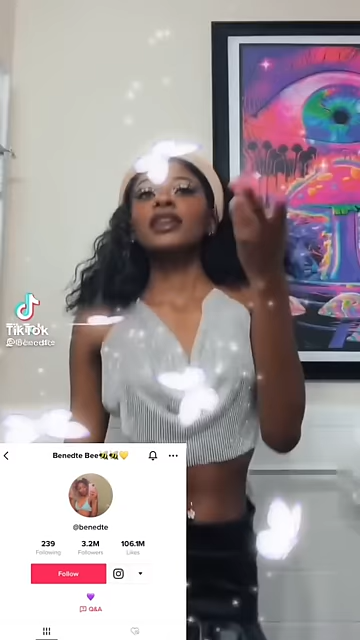 TikTok
@Benedte
Benedte Bee🐝🐝💛
@benedte
239 3.2M 106.1M
Following Followers Likes
Follow
💜
Q&A